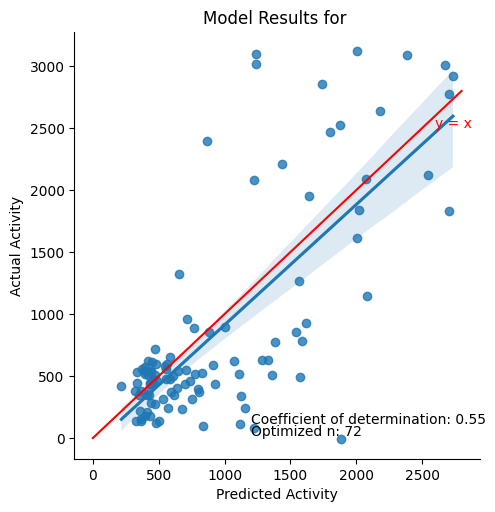 Model Results for
3000
2500
y = x
2000
1500
1000
500
0
Actual Activity
Coefficient of determination: 0.55
Optimized n: 72
0 500 1000 1500 2000 2500
Predicted Activity